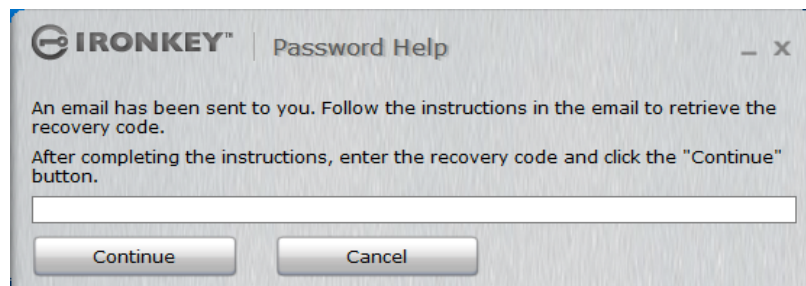 IRONKEY™ Password Help
An email has been sent to you. Follow the instructions in the email to retrieve the
recovery code.
After completing the instructions, enter the recovery code and click the "Continue"
button.
Continue Cancel